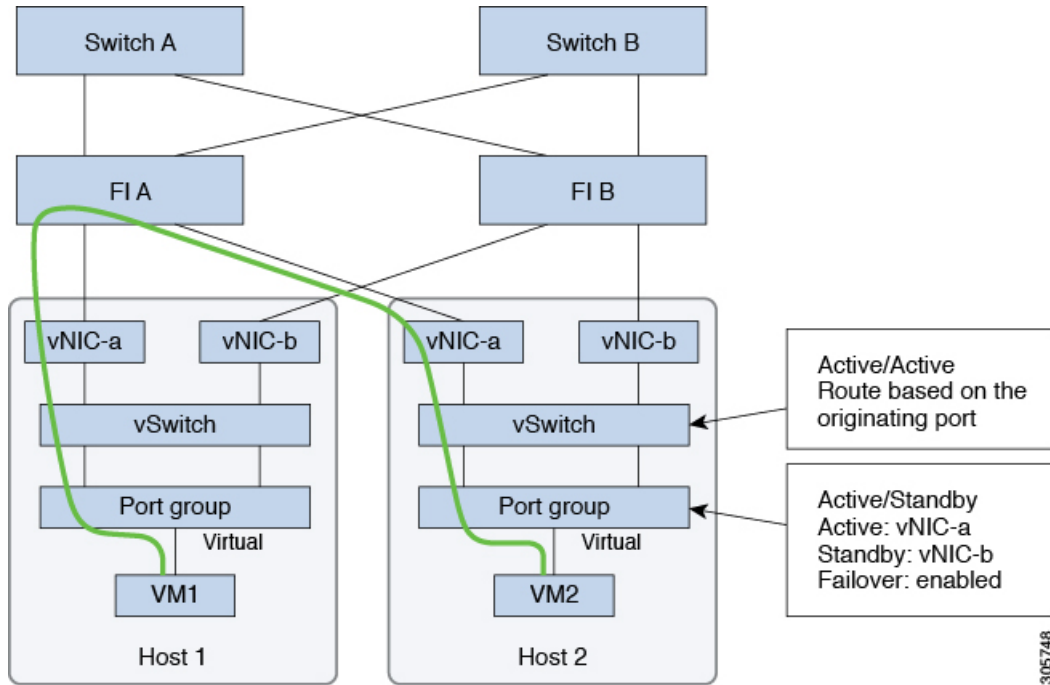 Switch A
Switch B
FI A
FI B
vNIC-a
vNIC-b
vNIC-a
vNIC-b
vSwitch
vSwitch
Port group
Port group
Virtual
Virtual
VM1
VM2
Host 1
Host 2
Active/Active
Route based on the
originating port
Active/Standby
Active: vNIC-a
Standby: vNIC-b
Failover: enabled
305748